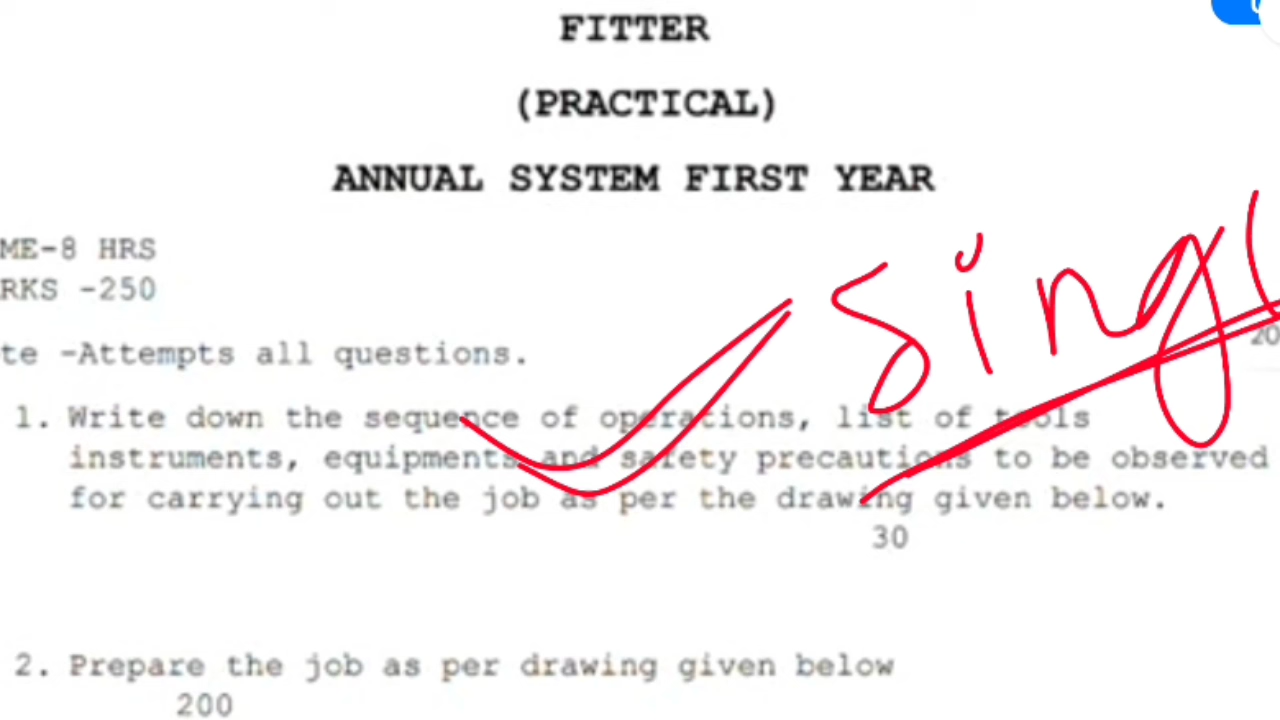 FITTER
(PRACTICAL)
ANNUAL SYSTEM FIRST YEAR
ME-8 HRS
RKS -250
singl
20
te -Attempts all questions.
1. Write down the sequence of operations, list of tools
instruments, equipments and safety precautions to be observed
for carrying out the job as per the drawing given below.
30
2. Prepare the job as per drawing given below
200